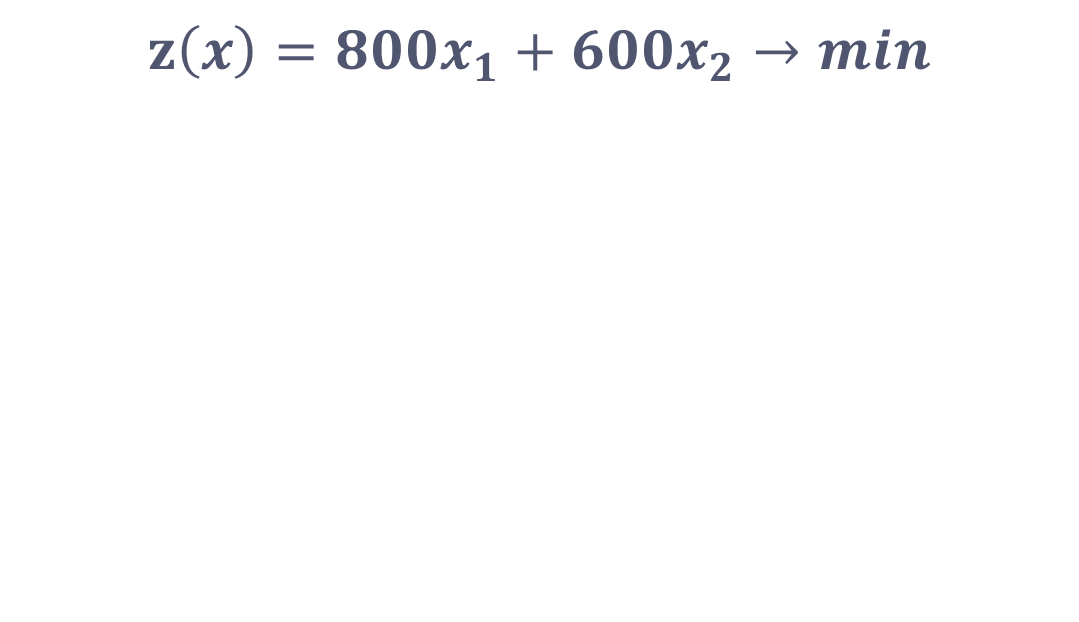 z(x) = 800x₁ + 600x₂ → min